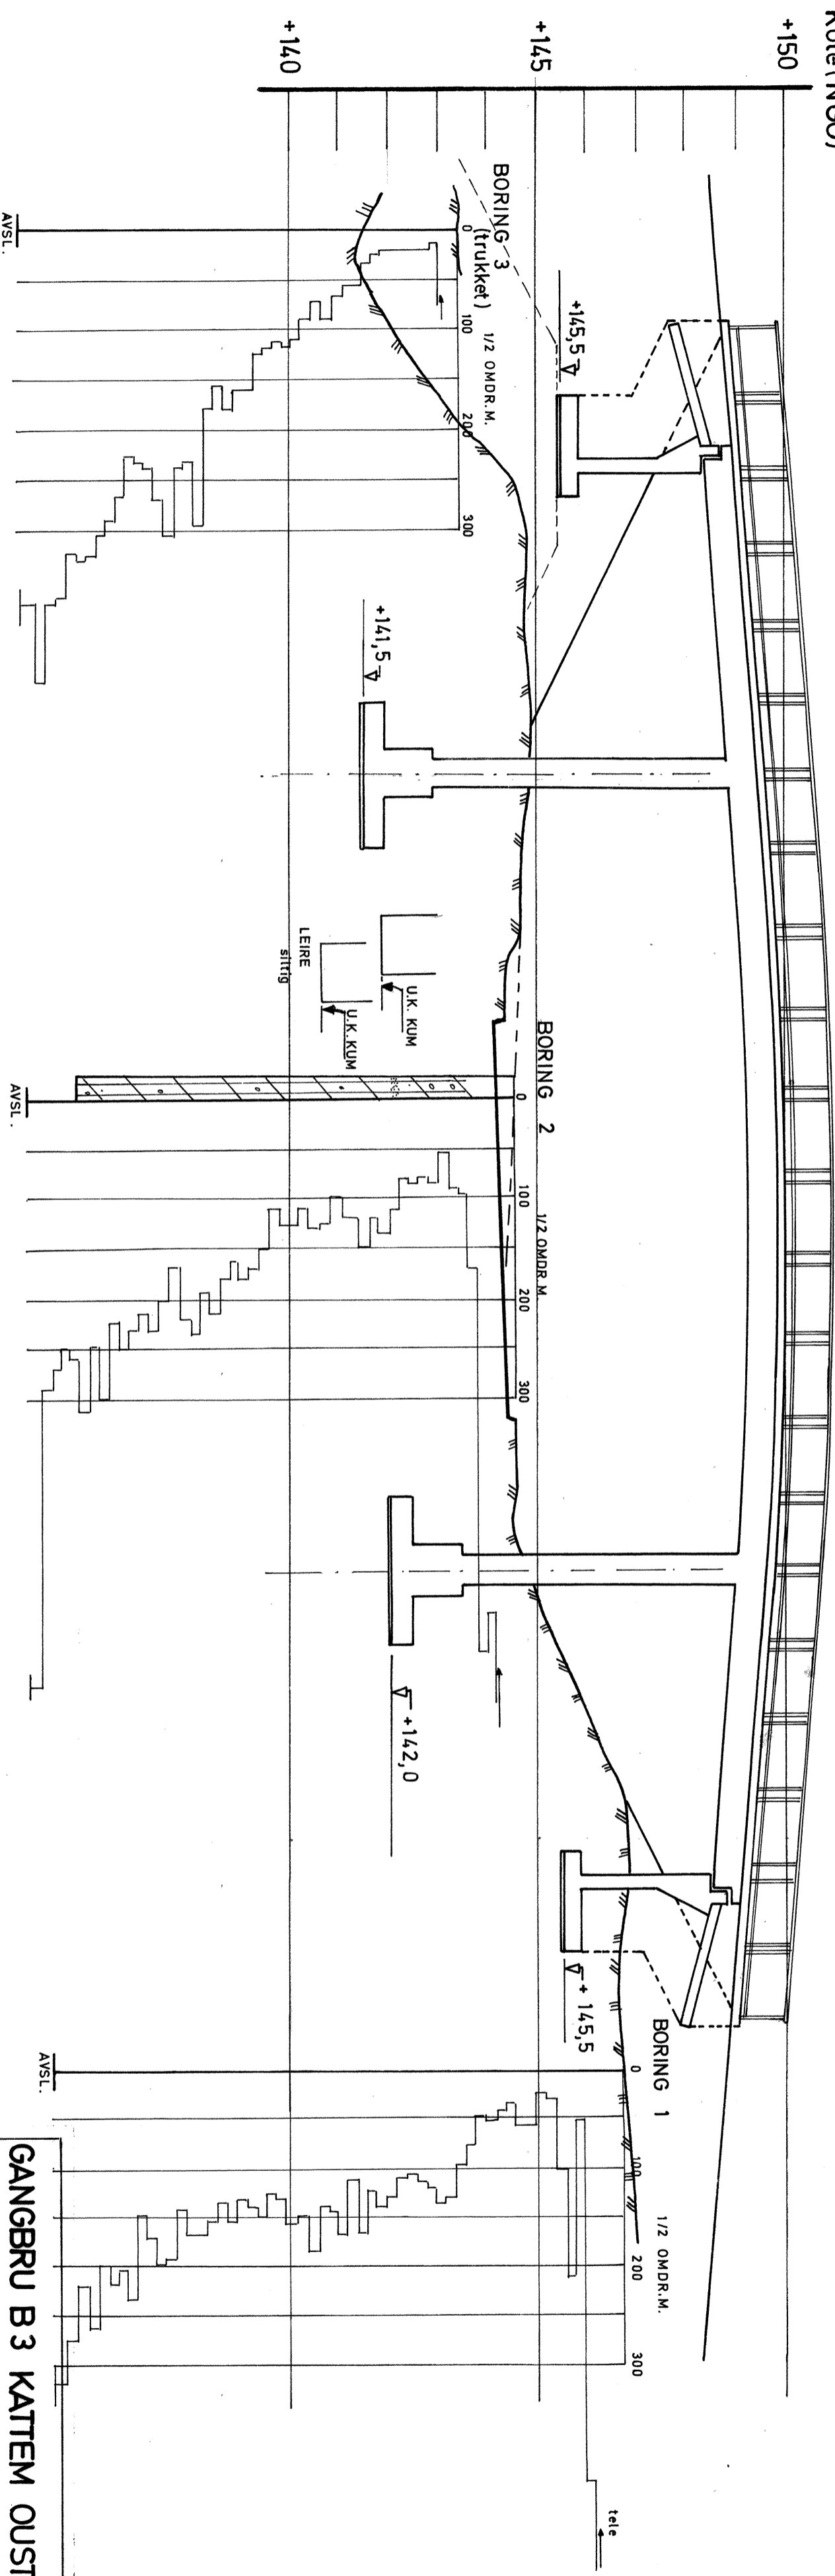 Kote (NGO)
+150
+145
+140
BORING 3
(trukket)
0
100
200
300
1/2 OMDR.M.
AVSL.
+145,5
+141,5
U.K. KUM
U.K. KUM
LEIRE
siltig
BORING 2
0
100
200
300
1/2 OMDR.M
AVSL.
+142,0
+145,5
BORING 1
0
100
200
300
1/2 OMDR.M.
AVSL.
tele
GANGBRU B3 KATTEM OUST